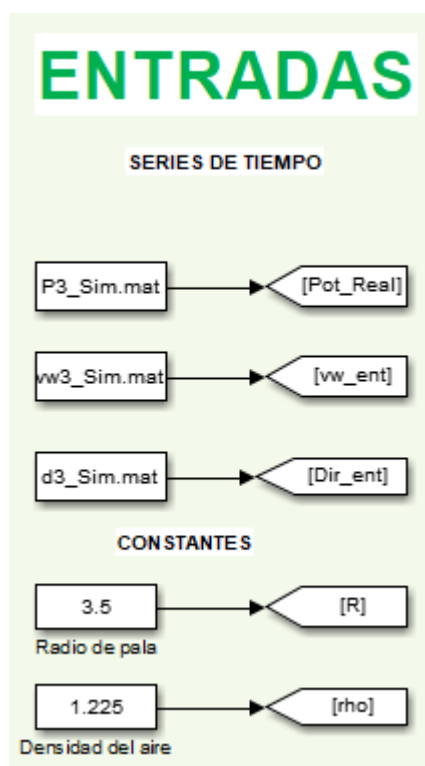 ENTRADAS
SERIES DE TIEMPO
P3_Sim.mat [Pot_Real]
vw3_Sim.mat [vw_ent]
d3_Sim.mat [Dir_ent]
CONSTANTES
3.5 [R]
Radio de pala
1.225 [rho]
Densidad del aire